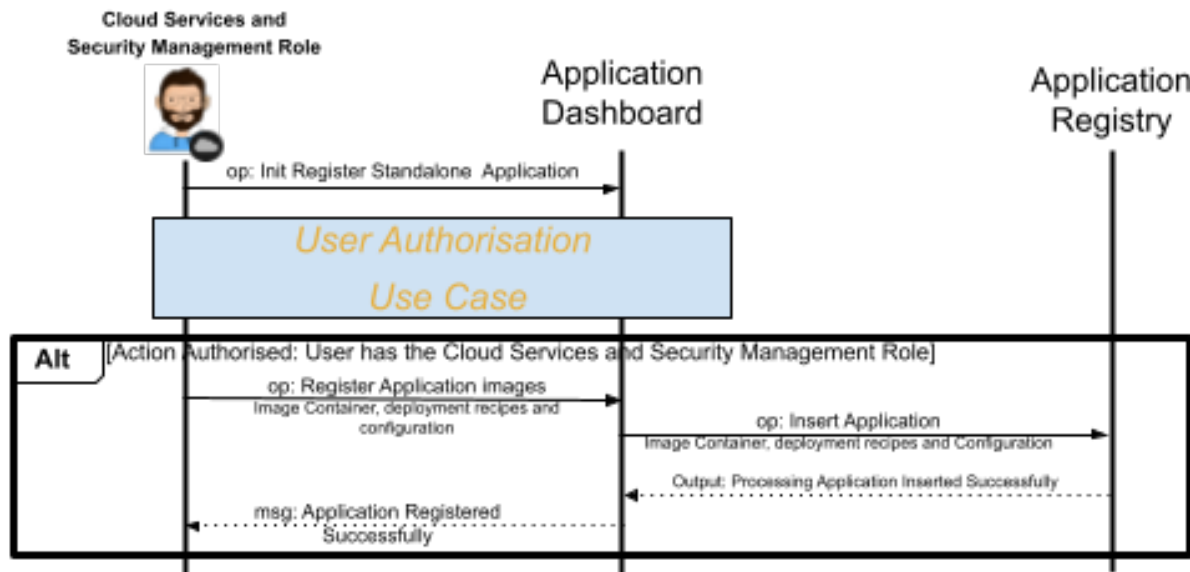 Cloud Services and
Security Management Role
Application
Dashboard
Application
Registry
op: Init Register Standalone Application
User Authorisation
Use Case
Alt
[Action Authorised: User has the Cloud Services and Security Management Role]
op: Register Application images
Image Container, deployment recipes and
configuration
op: Insert Application
Image Container, deployment recipes and Configuration
Output: Processing Application Inserted Successfully
msg: Application Registered
Successfully